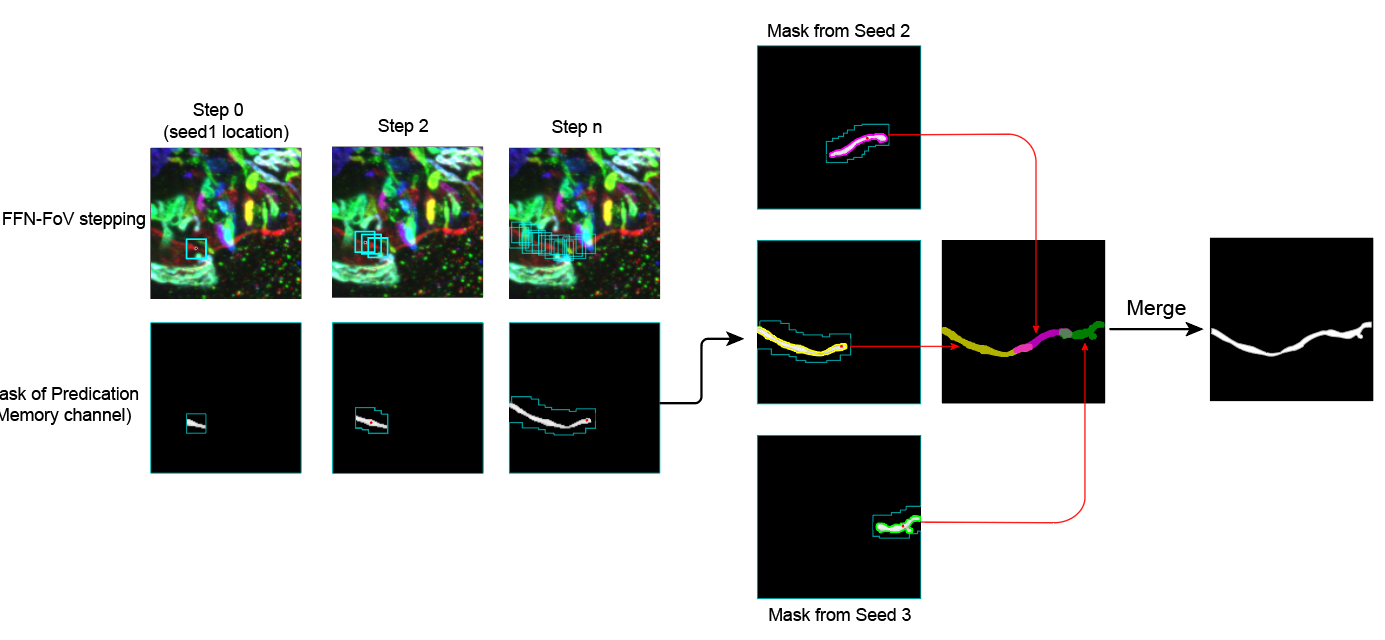 Mask from Seed 2
Step 0
(seed1 location)
Step 2
Step n
FFN-FoV stepping
Merge
ask of Predication
Memory channel)
Mask from Seed 3